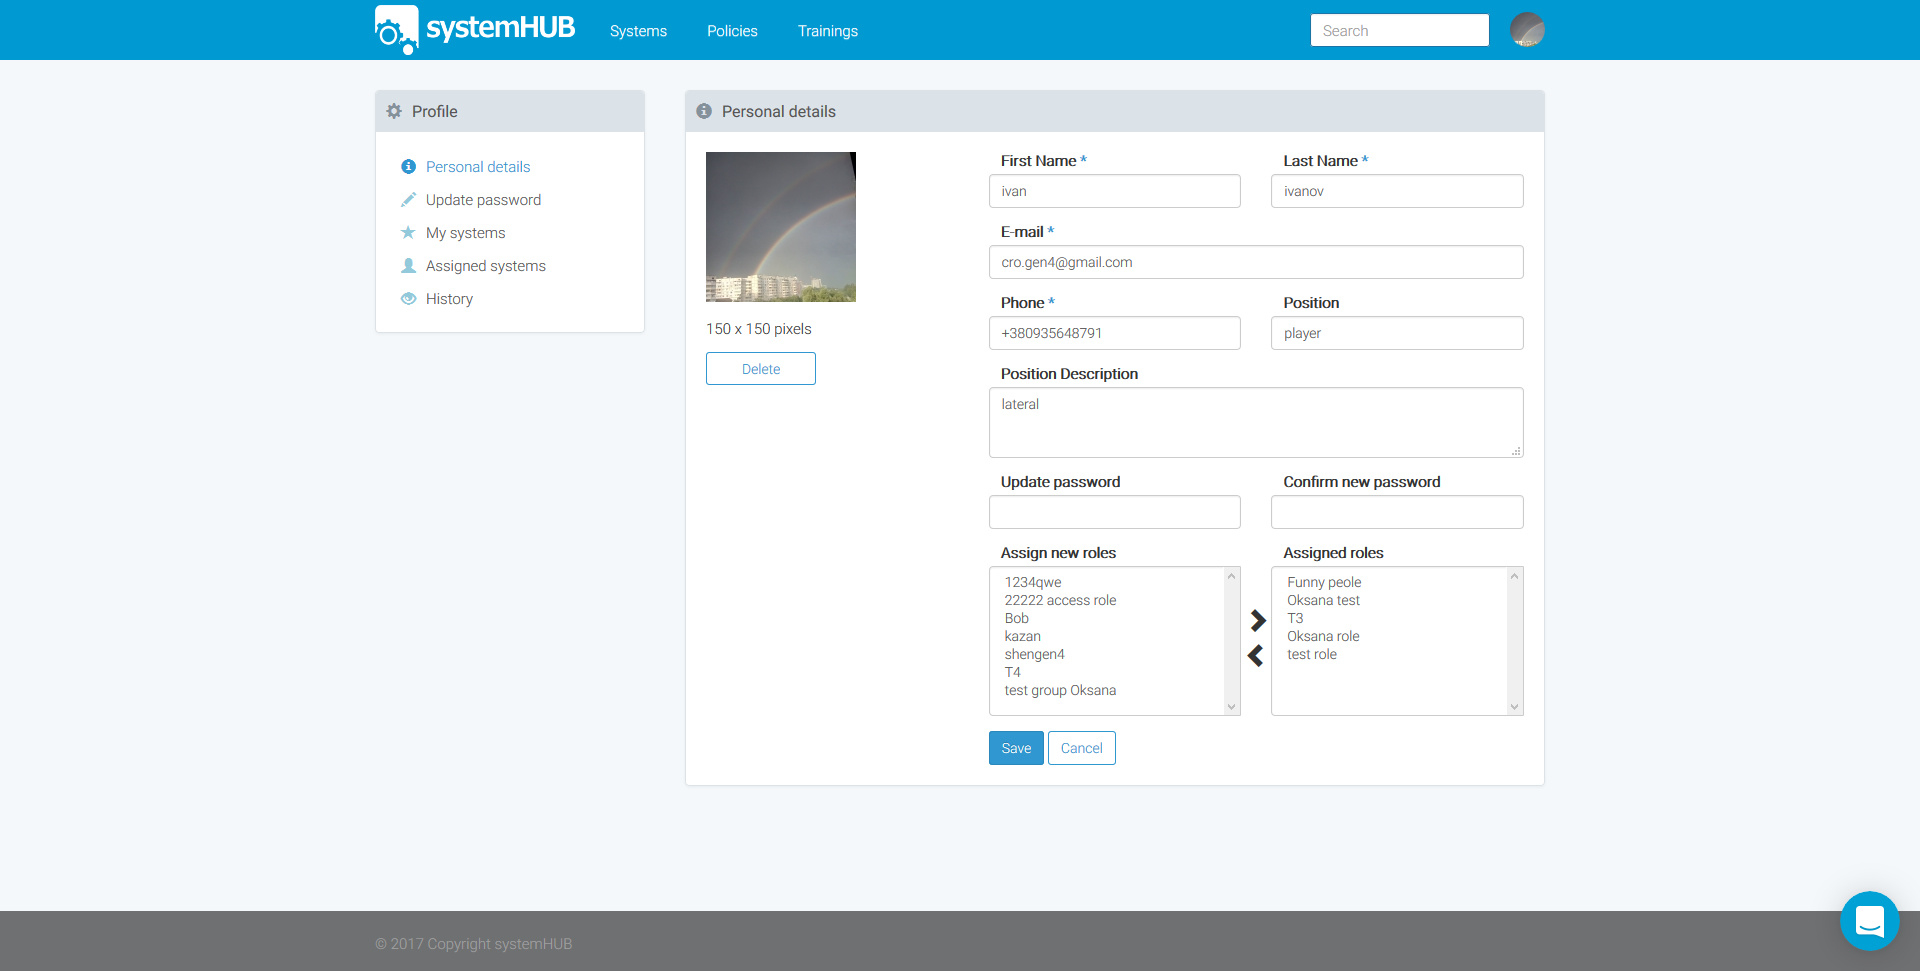 systemHUB
Systems
Policies
Trainings
Search
Profile
Personal details
Update password
My systems
Assigned systems
History
Personal details
150 x 150 pixels
Delete
First Name *
Last Name *
ivan
ivanov
E-mail *
cro.gen4@gmail.com
Phone *
Position
+380935648791
player
Position Description
lateral
Update password
Confirm new password
Assign new roles
Assigned roles
1234qwe
22222 access role
Bob
kazan
shengen4
T4
test group Oksana
Funny peole
Oksana test
T3
Oksana role
test role
Save
Cancel
© 2017 Copyright systemHUB